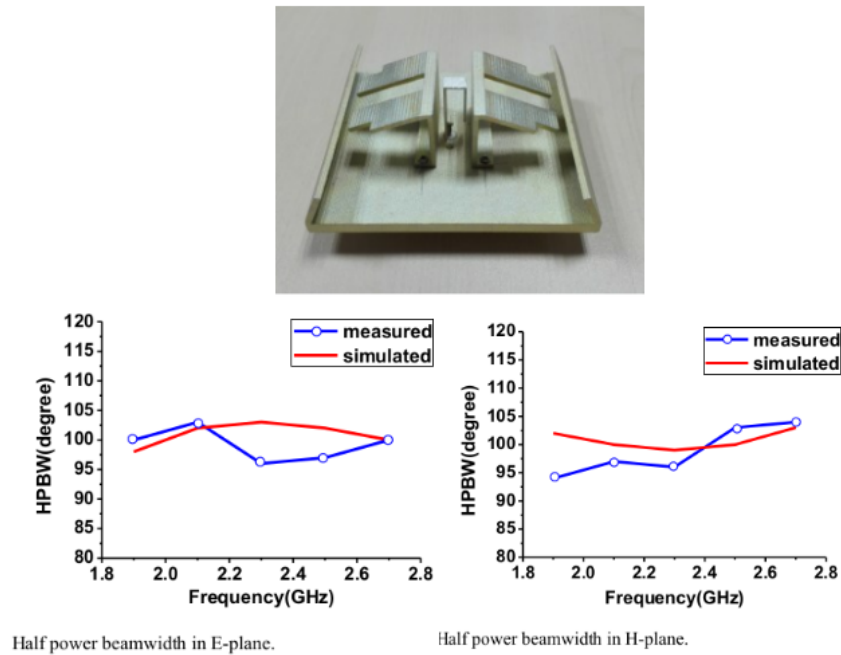 120
115
110
105
100
95
90
85
80
HPBW(degree)
measured
simulated
1.8 2.0 2.2 2.4 2.6 2.8
Frequency(GHz)
Half power beamwidth in E-plane.
120
115
110
105
100
95
90
85
80
HPBW(degree)
measured
simulated
1.8 2.0 2.2 2.4 2.6 2.8
Frequency(GHz)
Half power beamwidth in H-plane.